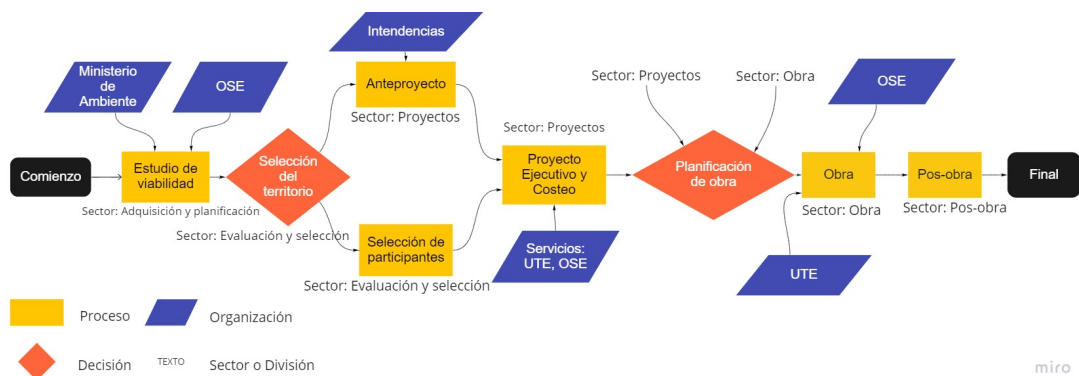 Intendencias
Ministerio
de
Ambiente
OSE
Anteproyecto
Sector: Proyectos
Sector: Proyectos
Sector: Obra
OSE
Sector: Proyectos
Comienzo
Estudio de
viabilidad
Selección
del
territorio
Proyecto
Ejecutivo y
Costeo
Planificación
de obra
Obra
Pos-obra
Final
Sector: Adquisición y planificación
Sector: Obra
Sector: Pos-obra
Sector: Evaluación y selección
Selección de
participantes
Servicios:
UTE, OSE
UTE
Sector: Evaluación y selección
Proceso
Organización
Decisión
TEXTO
Sector o División
miro